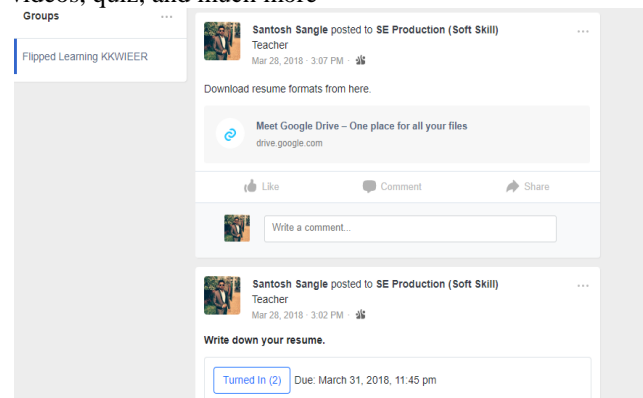 videos, quiz, and much more
Groups
...
Flipped Learning KKWIEER
Santosh Sangle posted to SE Production (Soft Skill)
...
Teacher
Mar 28, 2018 · 3:07 PM ·
Download resume formats from here.
Meet Google Drive – One place for all your files
drive.google.com
Like
Comment
Share
Write a comment...
Santosh Sangle posted to SE Production (Soft Skill)
...
Teacher
Mar 28, 2018 · 3:02 PM ·
Write down your resume.
Turned In (2) Due: March 31, 2018, 11:45 pm